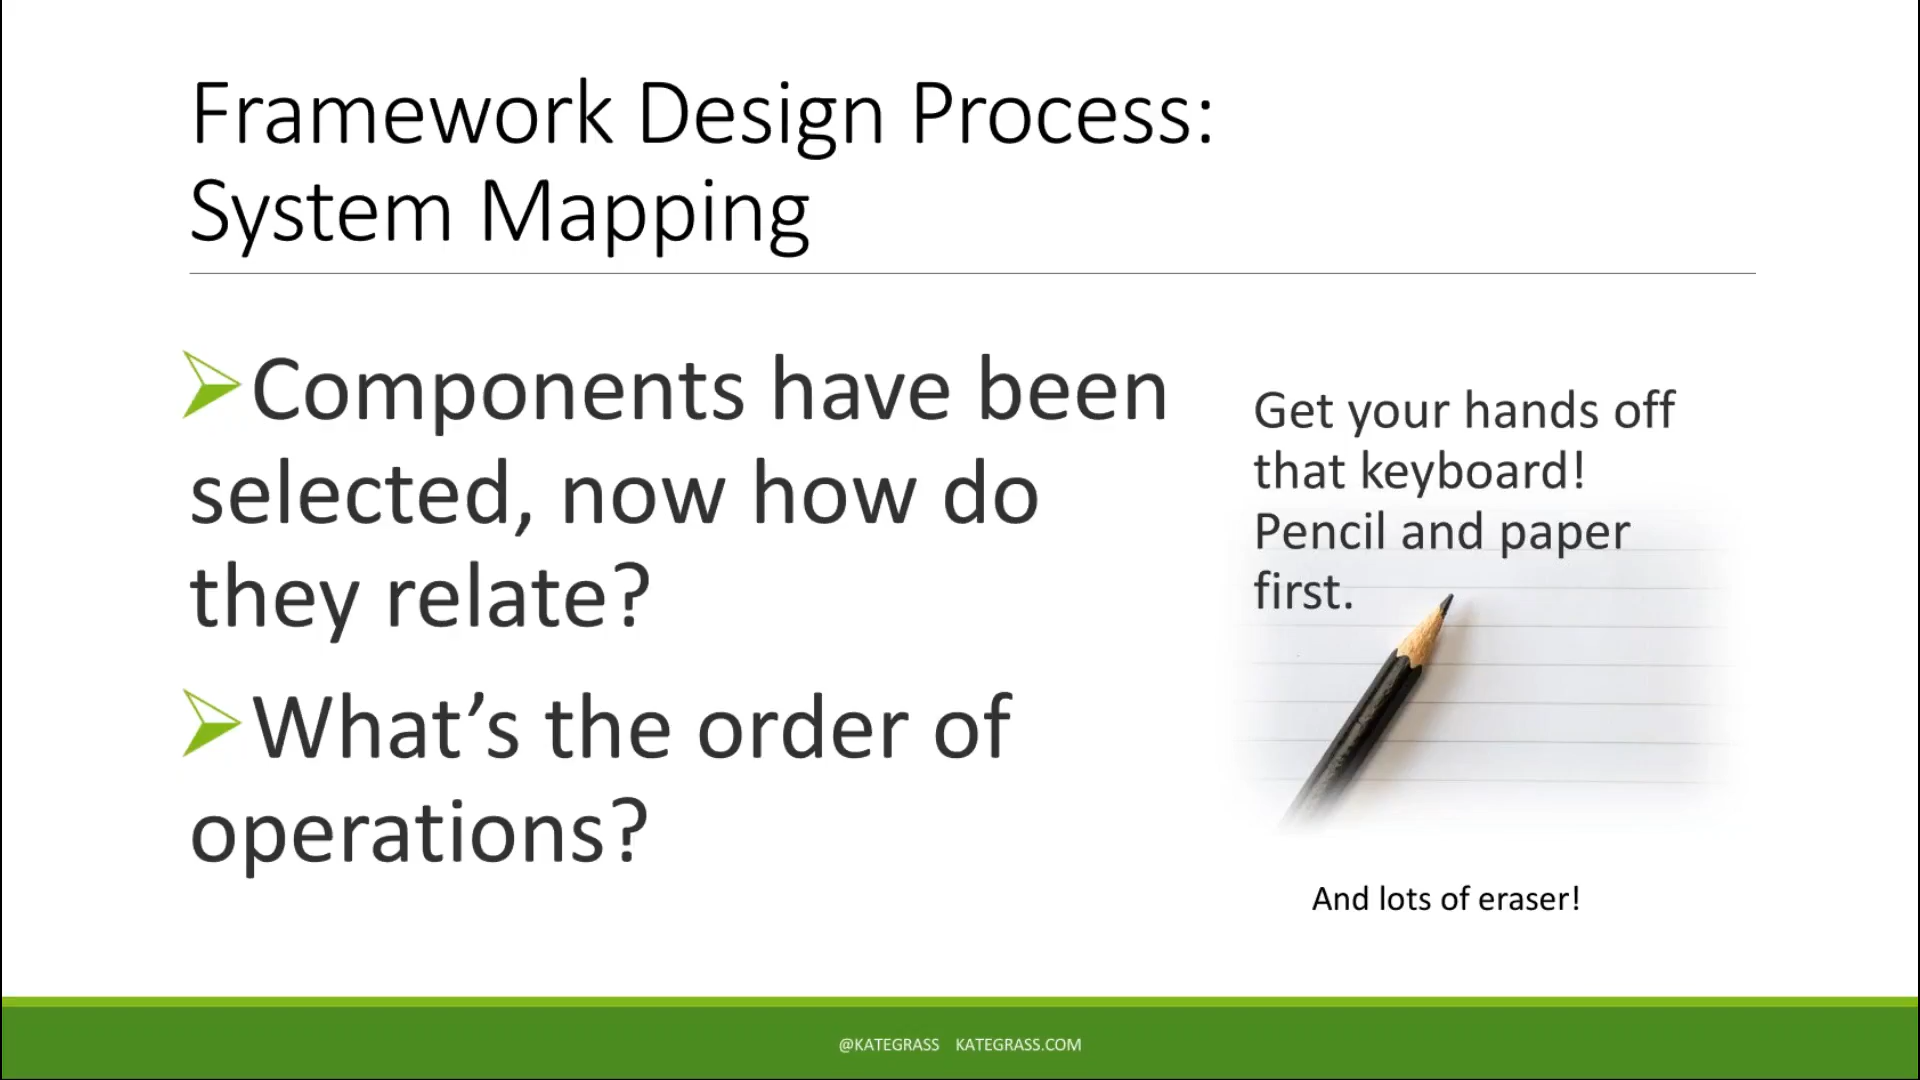 Framework Design Process:
System Mapping
Components have been
selected, now how do
they relate?
What’s the order of
operations?
Get your hands off
that keyboard!
Pencil and paper
first.
And lots of eraser!
@KATEGRASS KATEGRASS.COM